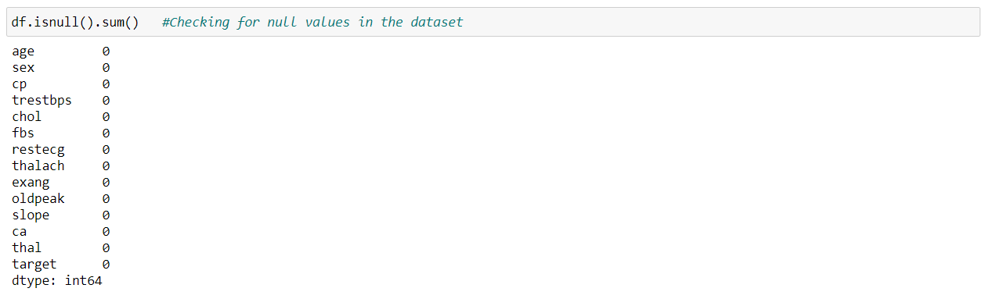 df.isnull().sum()   #Checking for null values in the dataset
age         0
sex         0
cp          0
trestbps    0
chol        0
fbs         0
restecg     0
thalach     0
exang       0
oldpeak     0
slope       0
ca          0
thal        0
target      0
dtype: int64